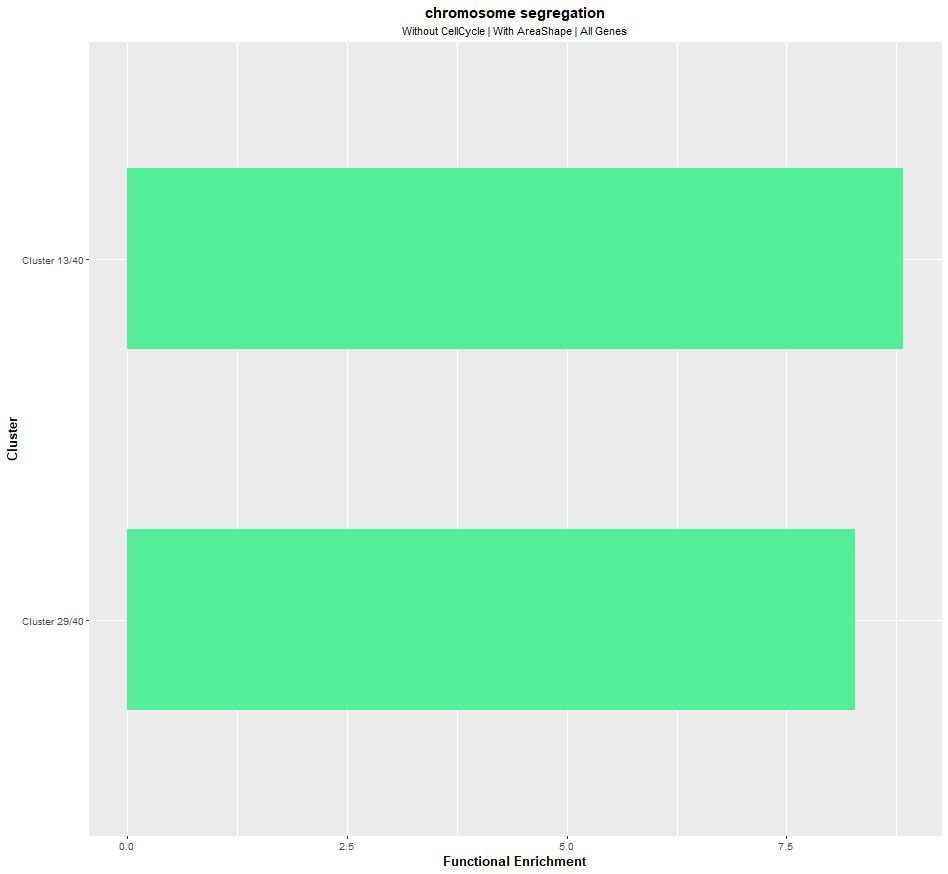 chromosome segregation
Without CellCycle | With AreaShape | All Genes
Cluster
Cluster 13/40
Cluster 29/40
0.0 2.5 5.0 7.5
Functional Enrichment